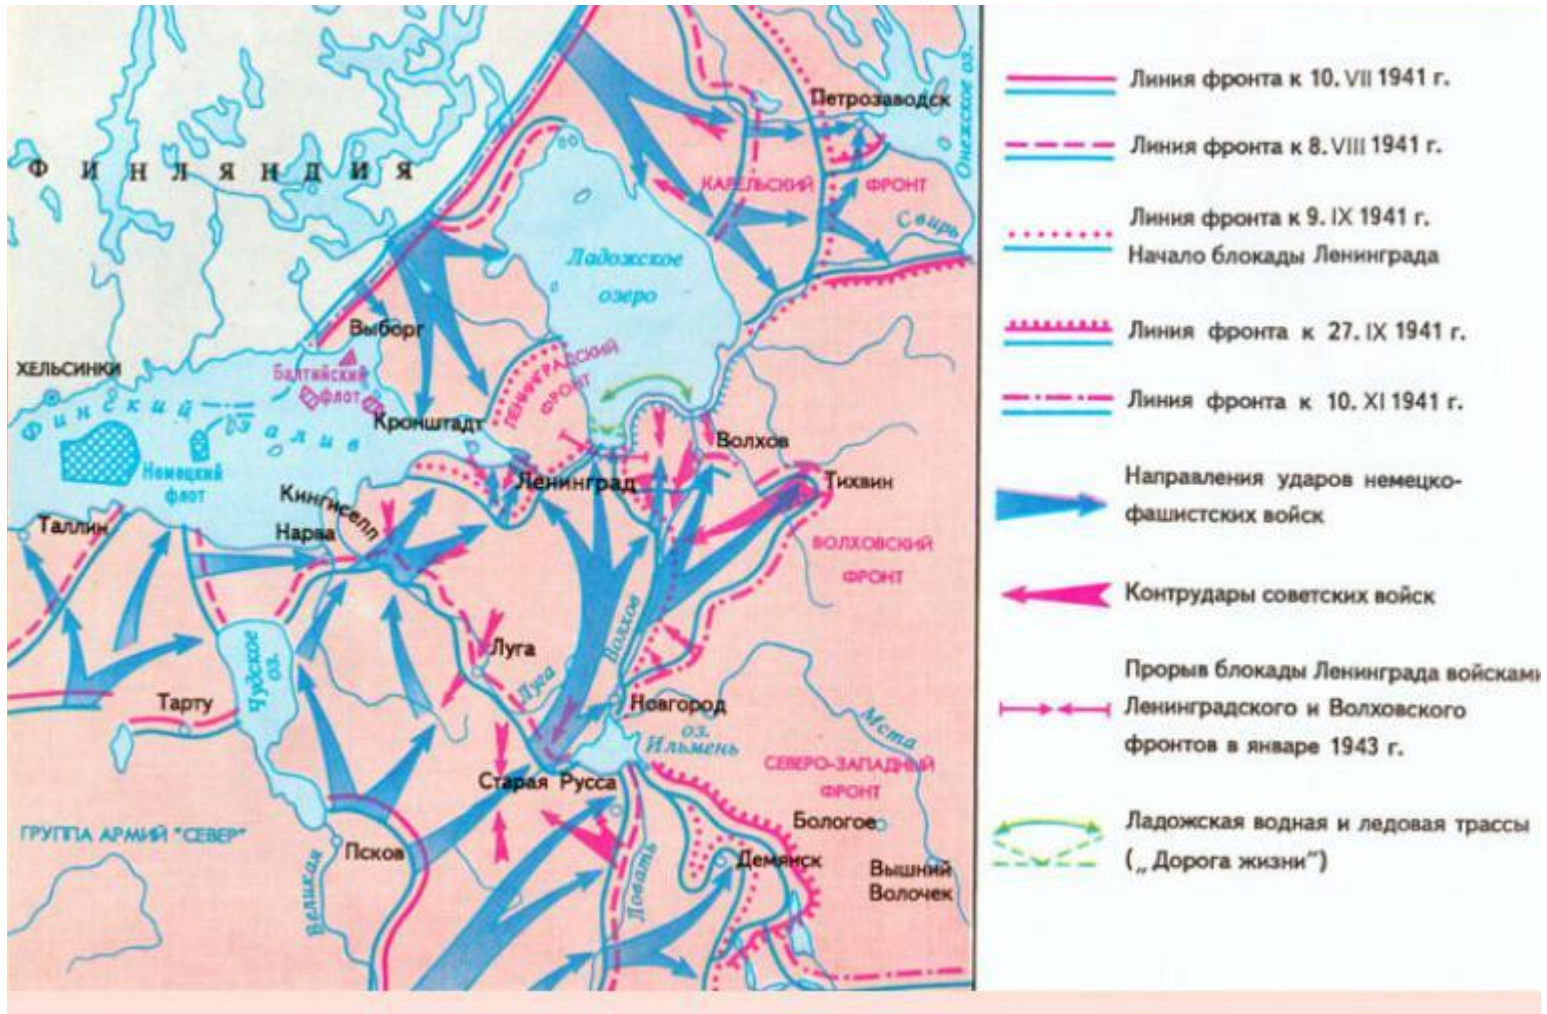 Петрозаводск
Онежское оз.
ФИНЛЯНДИЯ
КАРЕЛЬСКИЙ ФРОНТ
Свирь
Ладожское
озеро
Выборг
ХЕЛЬСИНКИ
Балтийский
флот
ЛЕНИНГРАДСКИЙ
ФРОНТ
Финский залив
Кронштадт
Волхов
Немецкий
флот
Ленинград
Тихвин
Кингисепп
Таллин
Нарва
ВОЛХОВСКИЙ
ФРОНТ
Волхов
Чудское
оз.
Луга
Луга
Тарту
Новгород
оз.
Ильмень
Мста
СЕВЕРО-ЗАПАДНЫЙ
ФРОНТ
Старая Русса
Бологое
ГРУППА АРМИЙ "СЕВЕР"
Псков
Великая
Ловать
Демянск
Вышний
Волочек
Линия фронта к 10. VII 1941 г.
Линия фронта к 8. VIII 1941 г.
Линия фронта к 9. IX 1941 г.
Начало блокады Ленинграда
Линия фронта к 27. IX 1941 г.
Линия фронта к 10. XI 1941 г.
Направления ударов немецко-
фашистских войск
Контрудары советских войск
Прорыв блокады Ленинграда войсками
Ленинградского и Волховского
фронтов в январе 1943 г.
Ладожская водная и ледовая трассы
(„Дорога жизни")